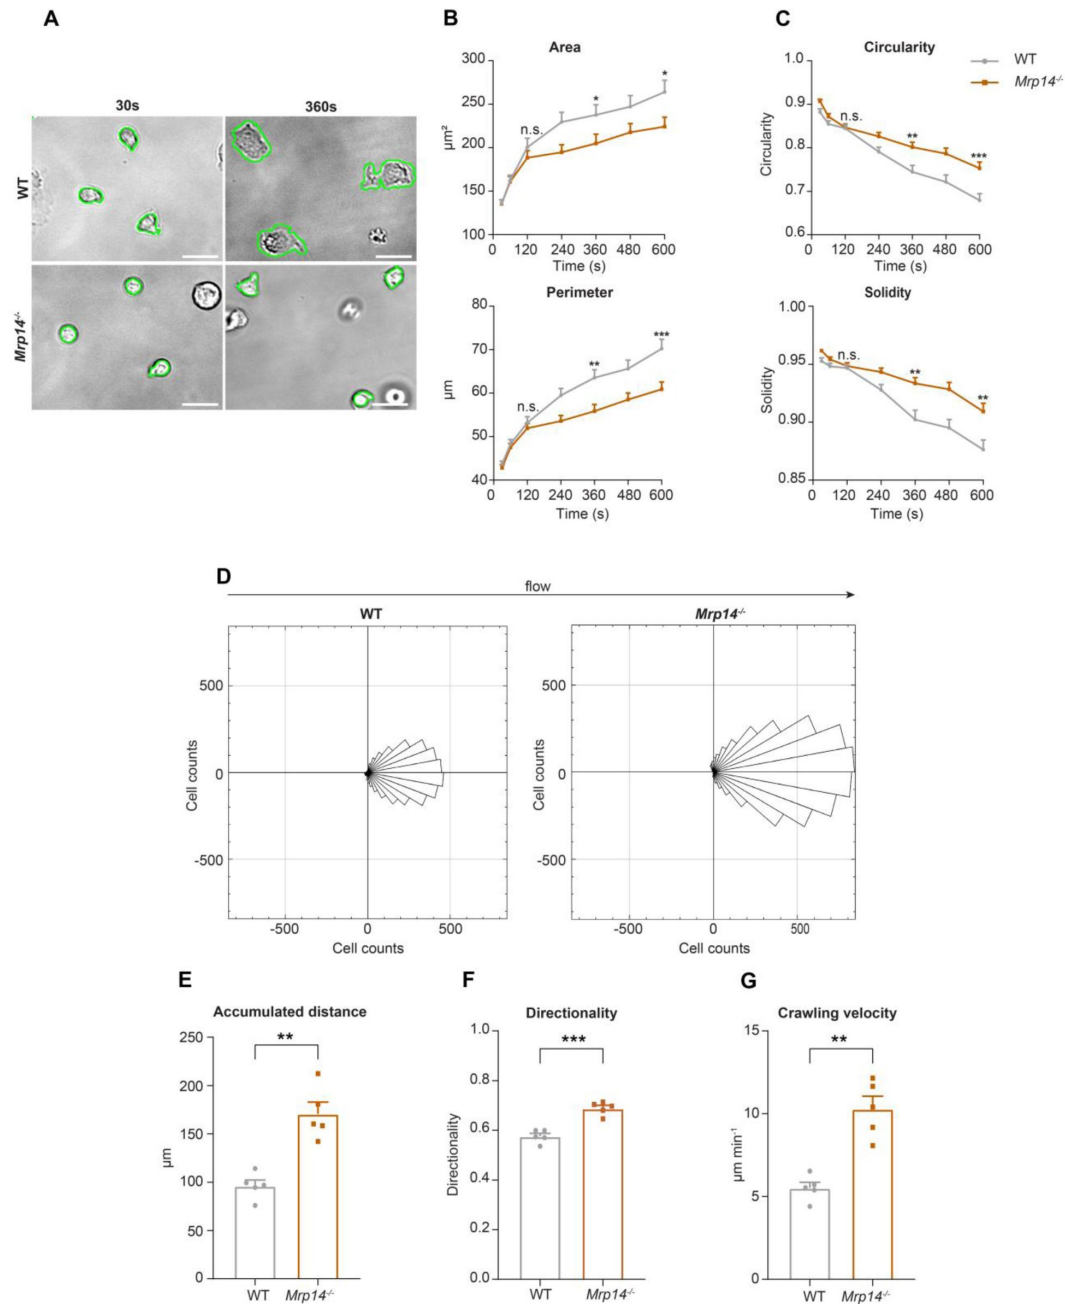 A
30s
360s
WT
Mrp14-/-
B
Area
300
250
200
150
100
µm²
n.s.
*
*
0 120 240 360 480 600
Time (s)
Perimeter
80
70
60
50
40
µm
n.s.
**
***
0 120 240 360 480 600
Time (s)
C
Circularity
WT
Mrp14-/-
1.0
0.9
0.8
0.7
0.6
Circularity
n.s.
**
***
0 120 240 360 480 600
Time (s)
Solidity
1.00
0.95
0.90
0.85
Solidity
n.s.
**
**
0 120 240 360 480 600
Time (s)
D
flow
WT
500
0
-500
Cell counts
-500 0 500
Cell counts
Mrp14-/-
500
0
-500
Cell counts
-500 0 500
Cell counts
E
Accumulated distance
**
250
200
150
100
50
0
µm
WT Mrp14-/-
F
Directionality
***
1.0
0.8
0.6
0.4
0.2
0.0
Directionality
WT Mrp14-/-
G
Crawling velocity
**
15
10
5
0
µm min-1
WT Mrp14-/-